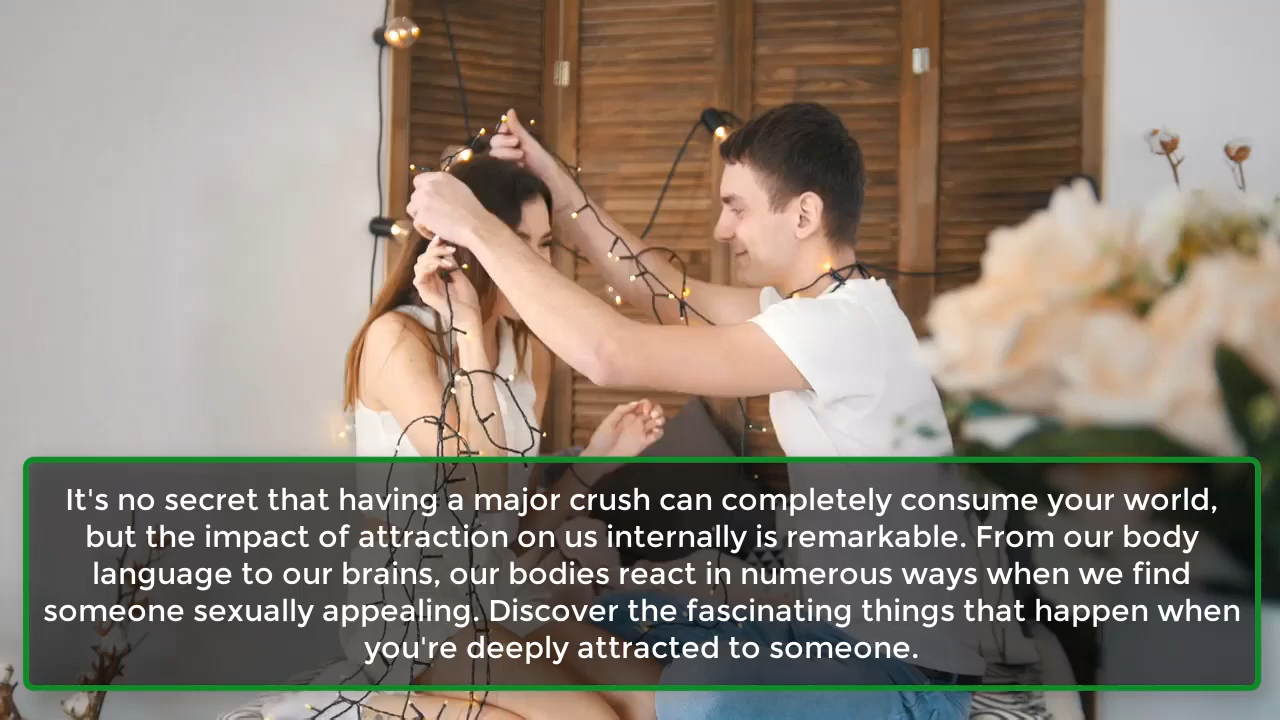 It's no secret that having a major crush can completely consume your world,
but the impact of attraction on us internally is remarkable. From our body
language to our brains, our bodies react in numerous ways when we find
someone sexually appealing. Discover the fascinating things that happen when
you're deeply attracted to someone.